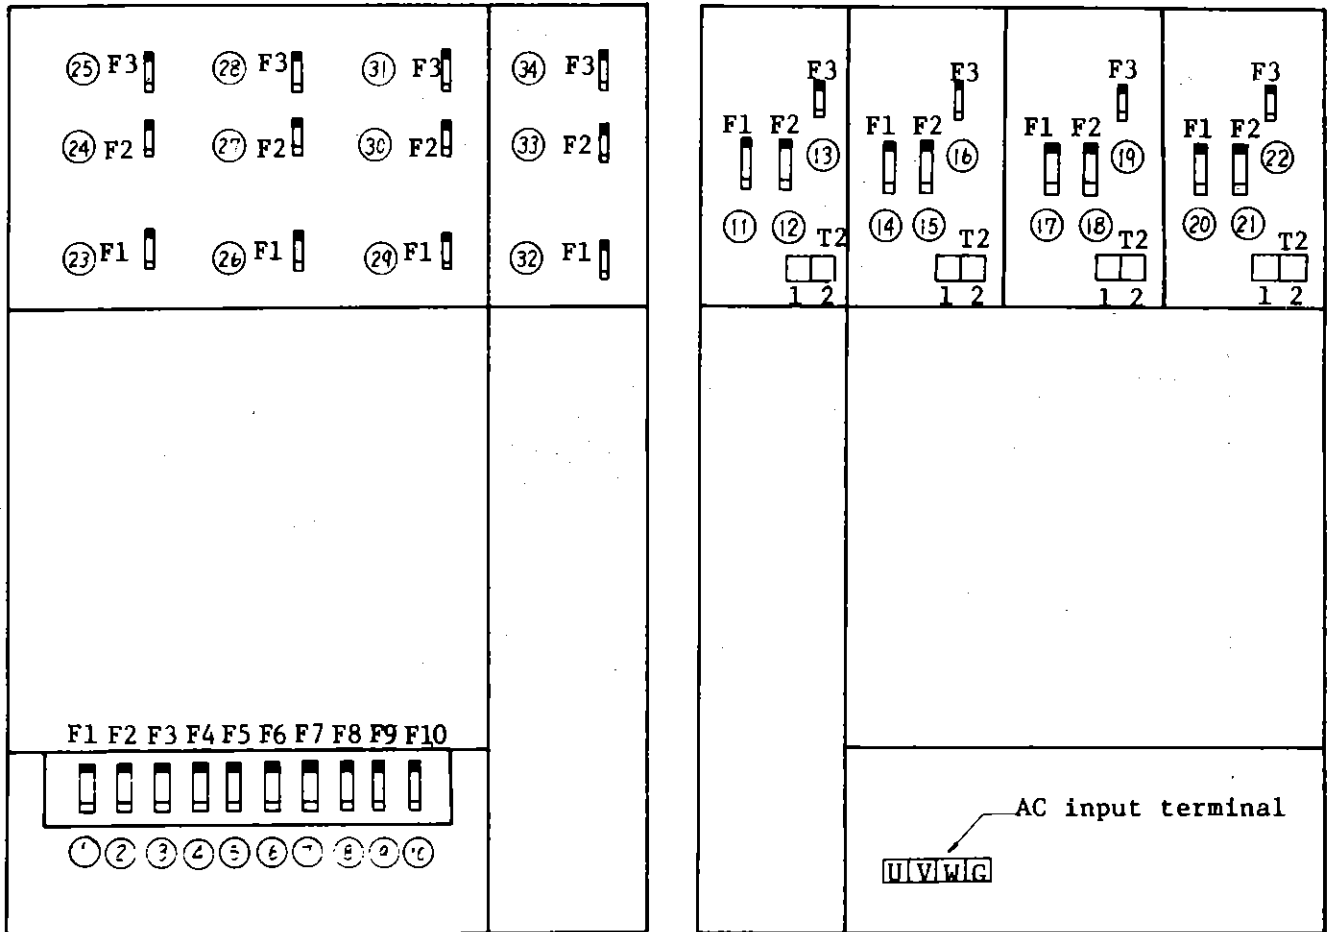 25 F3 28 F3 31 F3 34 F3
24 F2 27 F2 30 F2 33 F2
23 F1 26 F1 29 F1 32 F1
F1 F2 F3 F4 F5 F6 F7 F8 F9 F10
1 2 3 4 5 6 7 8 9 10
F3 F3 F3 F3
F1 F2 F1 F2 F1 F2 F1 F2
13 16 19 22
11 12 14 15 17 18 20 21
T2 T2 T2 T2
1 2 1 2 1 2 1 2
AC input terminal
U V W G